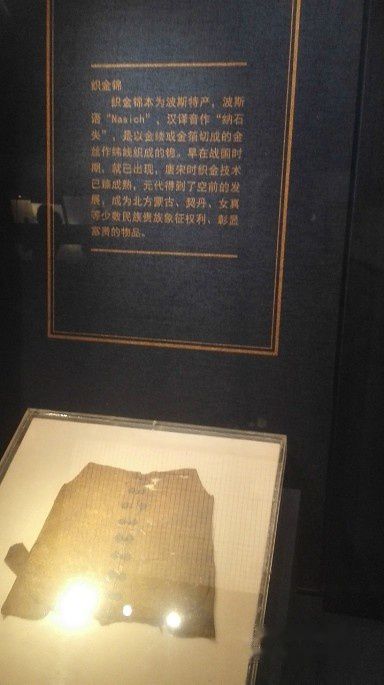 织金锦
织金锦本为波斯特产，波斯
语“Nasich”、汉译音作“纳石
失”，是以金缕或金箔切成的金
丝作纬线织成的锦。早在战国时
期，就已出现，唐宋时织金技术
已臻成熟，元代得到了空前的发
展，成为北方蒙古、契丹、女真
等少数民族贵族象征权利、彰显
富贵的物品。